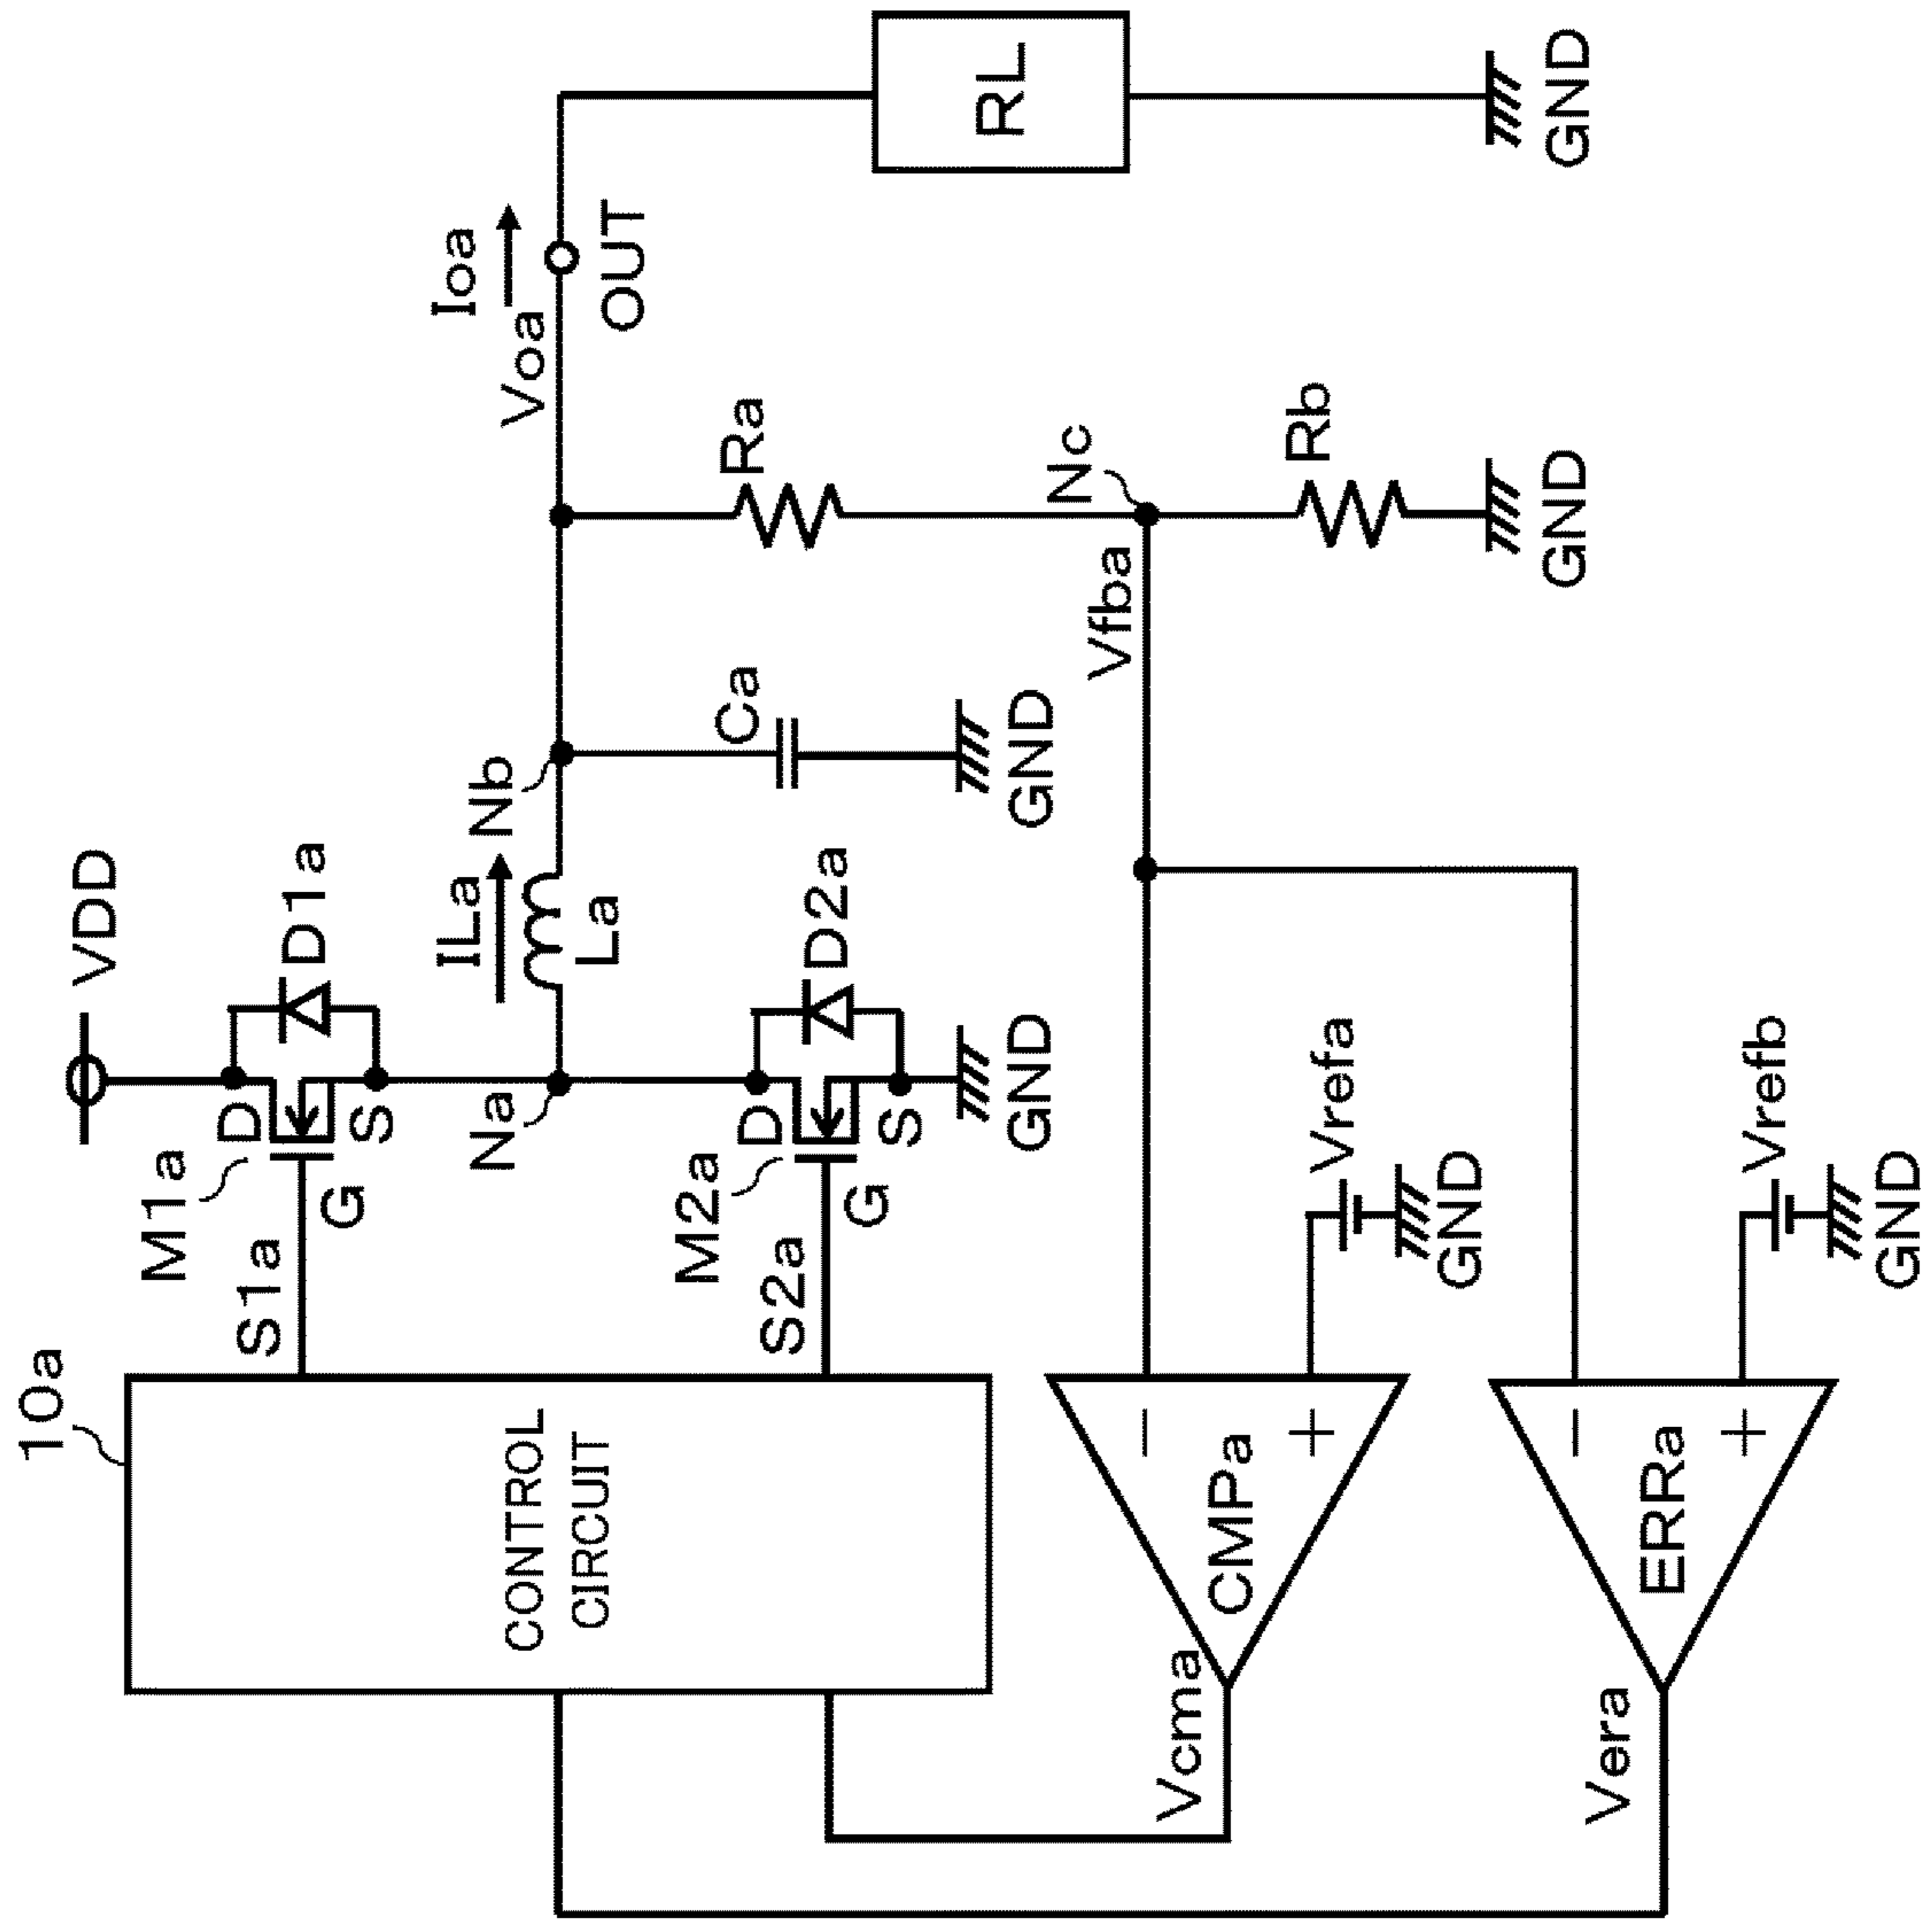 10a
CONTROL
CIRCUIT
S1a
S2a
M1a
M2a
D
G
S
D
G
S
VDD
D1a
D2a
GND
Na
ILa
La
Nb
Ca
GND
Voa
Ioa
OUT
Ra
Nc
Vfba
Rb
GND
RL
GND
Vcma
CMPa
−
+
Vrefa
GND
Vera
ERRa
−
+
Vrefb
GND